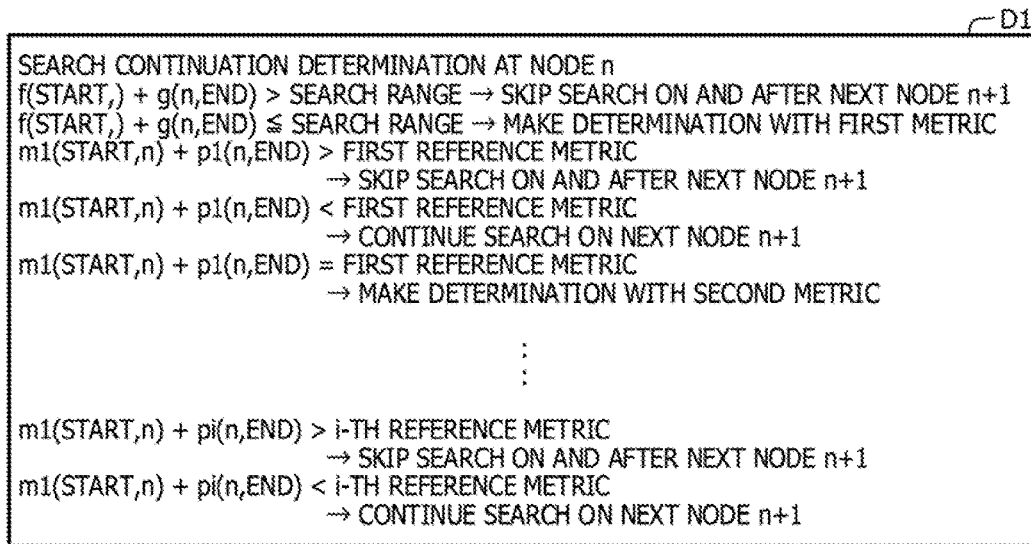 D1
SEARCH CONTINUATION DETERMINATION AT NODE n
f(START,) + g(n,END) > SEARCH RANGE → SKIP SEARCH ON AND AFTER NEXT NODE n+1
f(START,) + g(n,END) ≦ SEARCH RANGE → MAKE DETERMINATION WITH FIRST METRIC
m1(START,n) + p1(n,END) > FIRST REFERENCE METRIC
→ SKIP SEARCH ON AND AFTER NEXT NODE n+1
m1(START,n) + p1(n,END) < FIRST REFERENCE METRIC
→ CONTINUE SEARCH ON NEXT NODE n+1
m1(START,n) + p1(n,END) = FIRST REFERENCE METRIC
→ MAKE DETERMINATION WITH SECOND METRIC
⋮
m1(START,n) + pi(n,END) > i-TH REFERENCE METRIC
→ SKIP SEARCH ON AND AFTER NEXT NODE n+1
m1(START,n) + pi(n,END) < i-TH REFERENCE METRIC
→ CONTINUE SEARCH ON NEXT NODE n+1